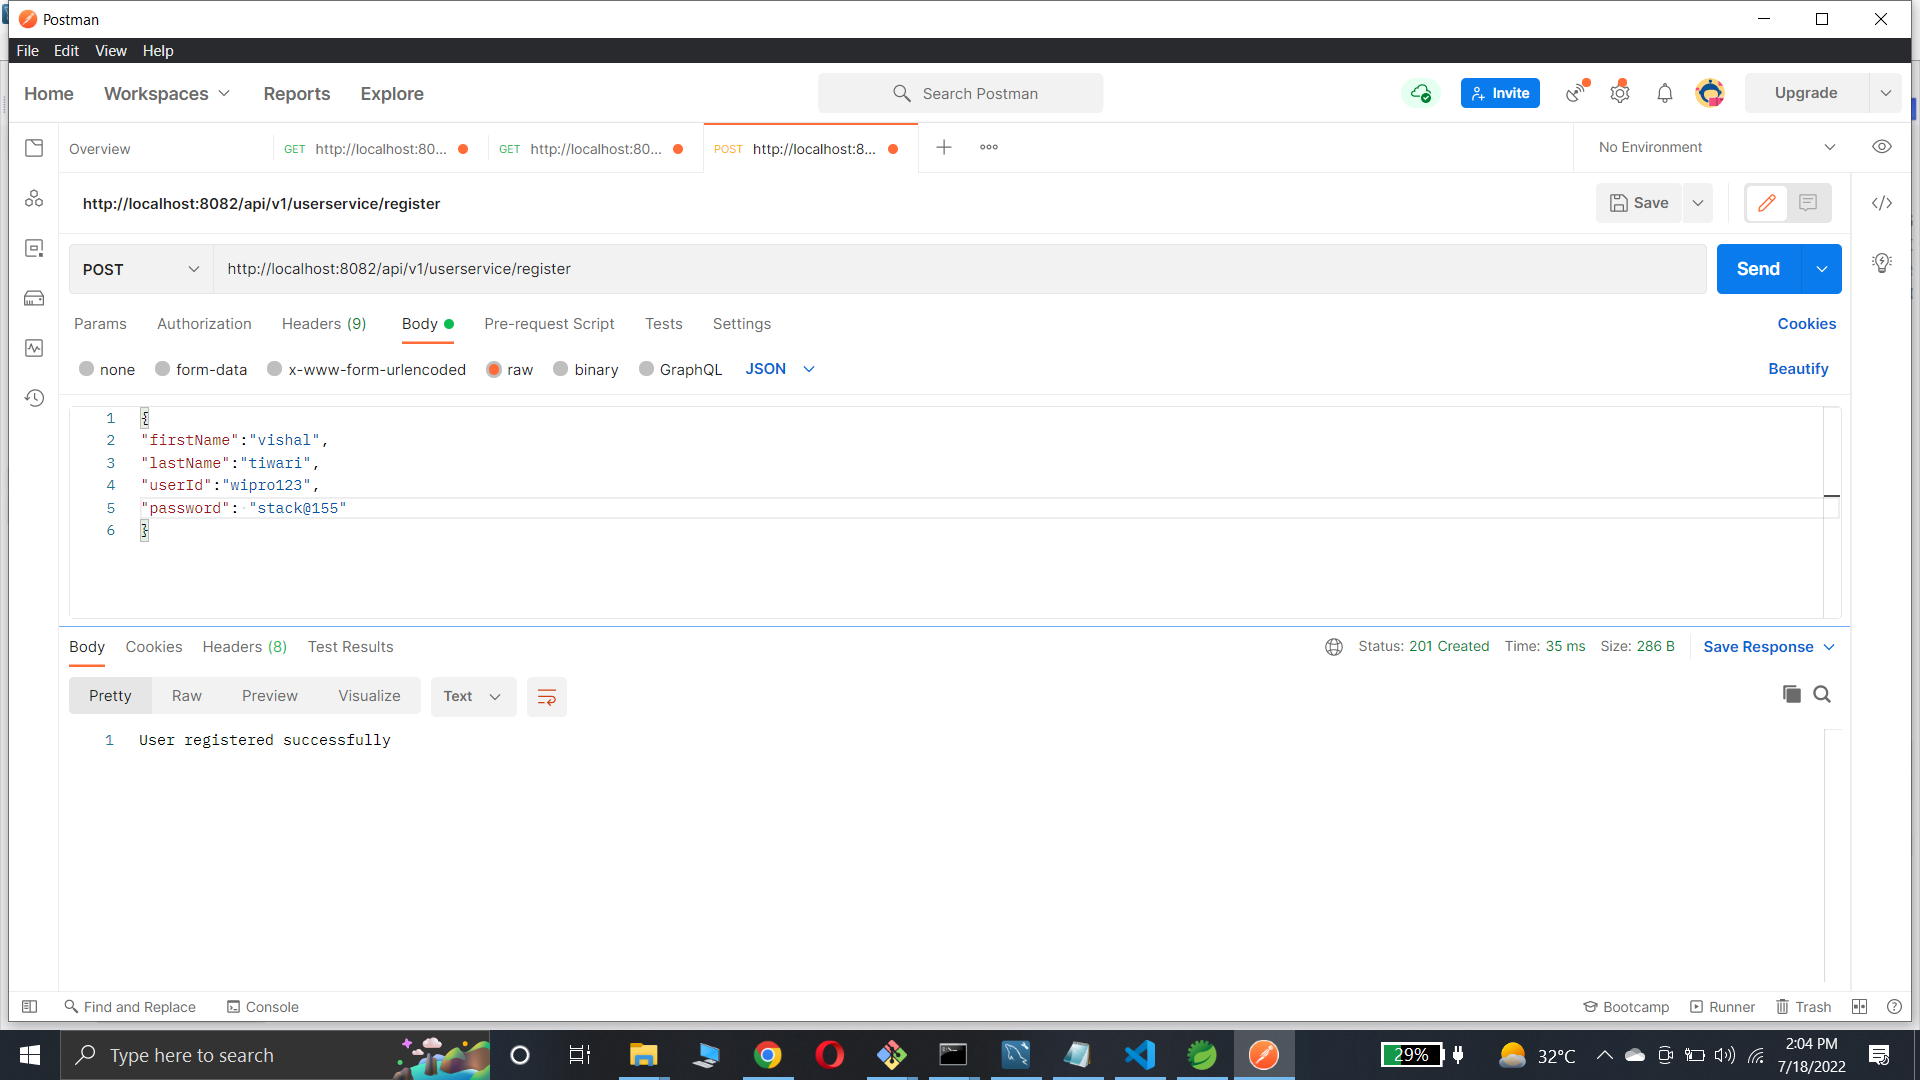 Postman
File Edit View Help
Home Workspaces Reports Explore Search Postman Invite Upgrade
Overview GET http://localhost:80... GET http://localhost:80... POST http://localhost:8... No Environment
http://localhost:8082/api/v1/userservice/register Save
POST http://localhost:8082/api/v1/userservice/register Send
Params Authorization Headers (9) Body Pre-request Script Tests Settings Cookies
none form-data x-www-form-urlencoded raw binary GraphQL JSON Beautify
1 {
2 "firstName":"vishal",
3 "lastName":"tiwari",
4 "userId":"wipro123",
5 "password": "stack@155"
6 }
Body Cookies Headers (8) Test Results Status: 201 Created Time: 35 ms Size: 286 B Save Response
Pretty Raw Preview Visualize Text
1 User registered successfully
Find and Replace Console Bootcamp Runner Trash
Type here to search 29% 32°C 2:04 PM
7/18/2022